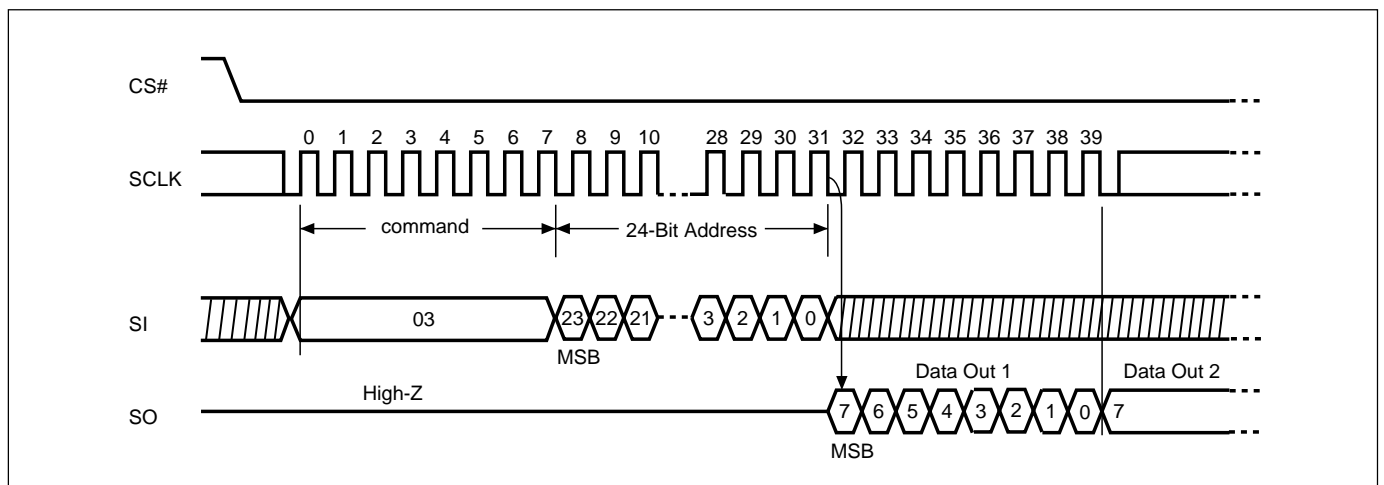 CS#
0 1 2 3 4 5 6 7 8 9 10 28 29 30 31 32 33 34 35 36 37 38 39
SCLK
command 24-Bit Address
SI 03 23 22 21 3 2 1 0
MSB
Data Out 1 Data Out 2
High-Z
SO 7 6 5 4 3 2 1 0 7
MSB